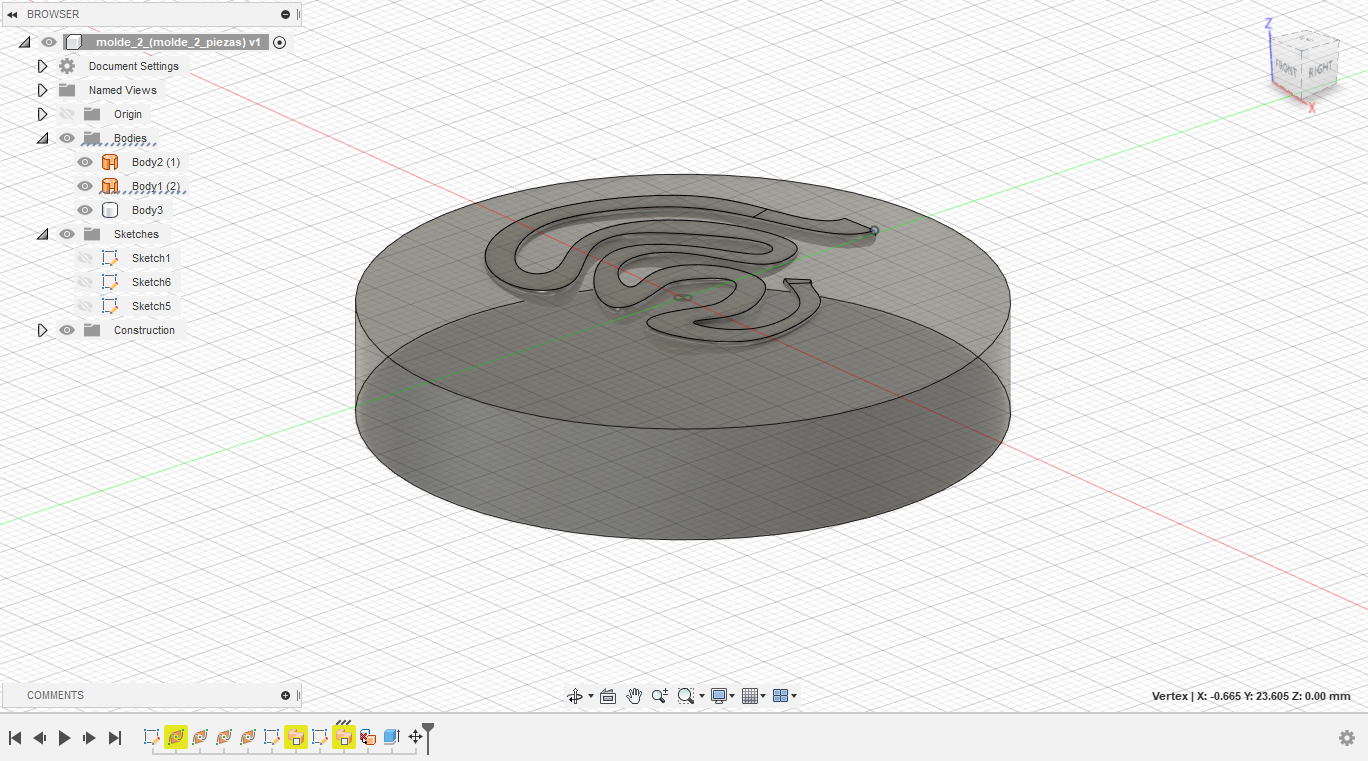 BROWSER
molde_2_(molde_2_piezas) v1
Document Settings
Named Views
Origin
Bodies
Body2 (1)
Body1 (2)
Body3
Sketches
Sketch1
Sketch6
Sketch5
Construction
Z
FRONT
RIGHT
X
COMMENTS
Vertex | X: -0.665 Y: 23.605 Z: 0.00 mm